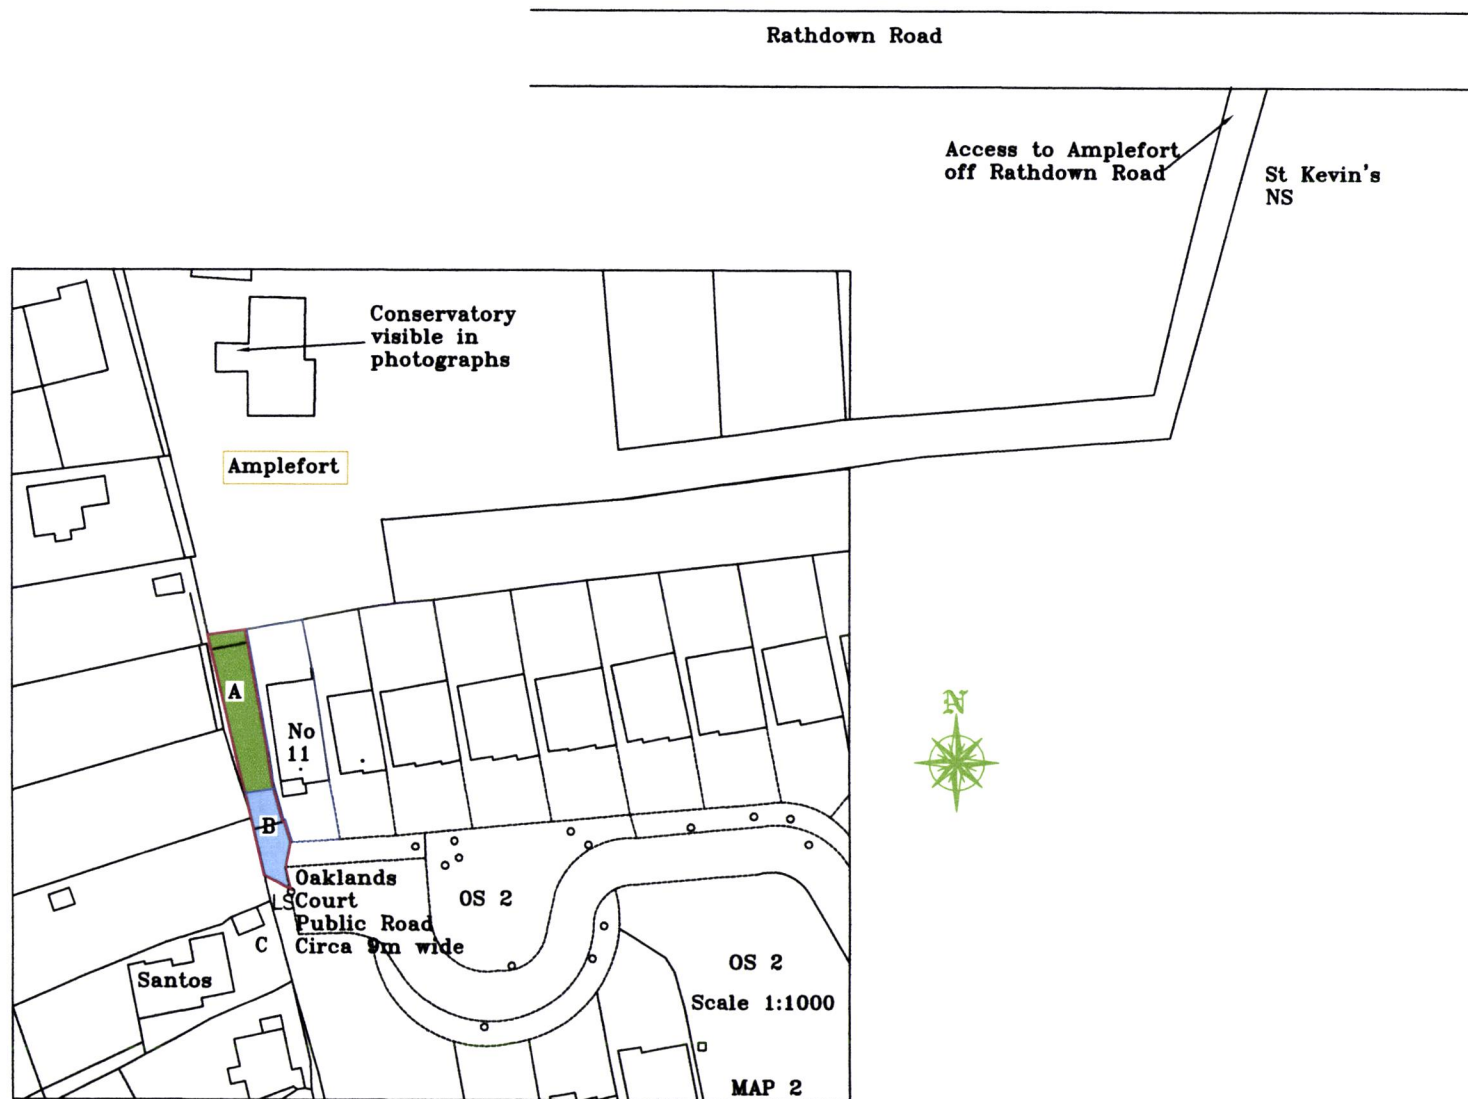 Rathdown Road
Access to Amplefort
off Rathdown Road
St Kevin's
NS
Conservatory
visible in
photographs
Amplefort
A
No
11
N
B
Oaklands
LS
Court
Public Road
Circa 9m wide
OS 2
C
Santos
OS 2
Scale 1:1000
MAP 2